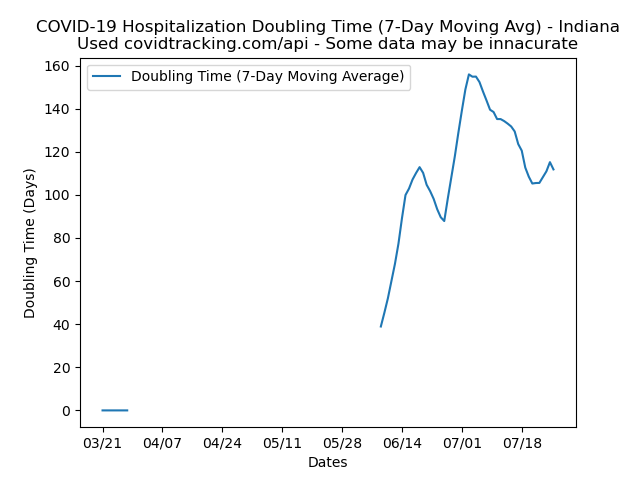 COVID-19 Hospitalization Doubling Time (7-Day Moving Avg) - Indiana
Used covidtracking.com/api - Some data may be innacurate
Doubling Time (7-Day Moving Average)
160
140
120
100
80
60
40
20
0
Doubling Time (Days)
03/21 04/07 04/24 05/11 05/28 06/14 07/01 07/18
Dates